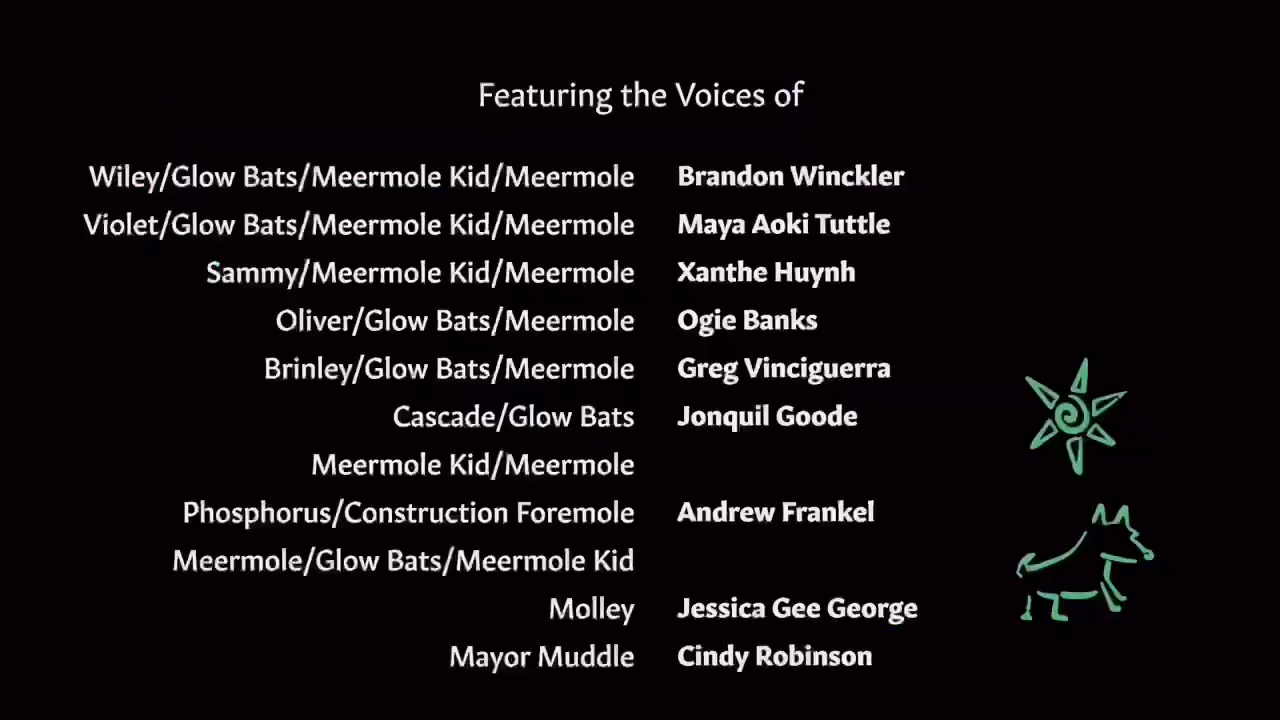 Featuring the Voices of
Wiley/Glow Bats/Meermole Kid/Meermole Brandon Winckler
Violet/Glow Bats/Meermole Kid/Meermole Maya Aoki Tuttle
Sammy/Meermole Kid/Meermole Xanthe Huynh
Oliver/Glow Bats/Meermole Ogie Banks
Brinley/Glow Bats/Meermole Greg Vinciguerra
Cascade/Glow Bats Jonquil Goode
Meermole Kid/Meermole
Phosphorus/Construction Foremole Andrew Frankel
Meermole/Glow Bats/Meermole Kid
Molley Jessica Gee George
Mayor Muddle Cindy Robinson